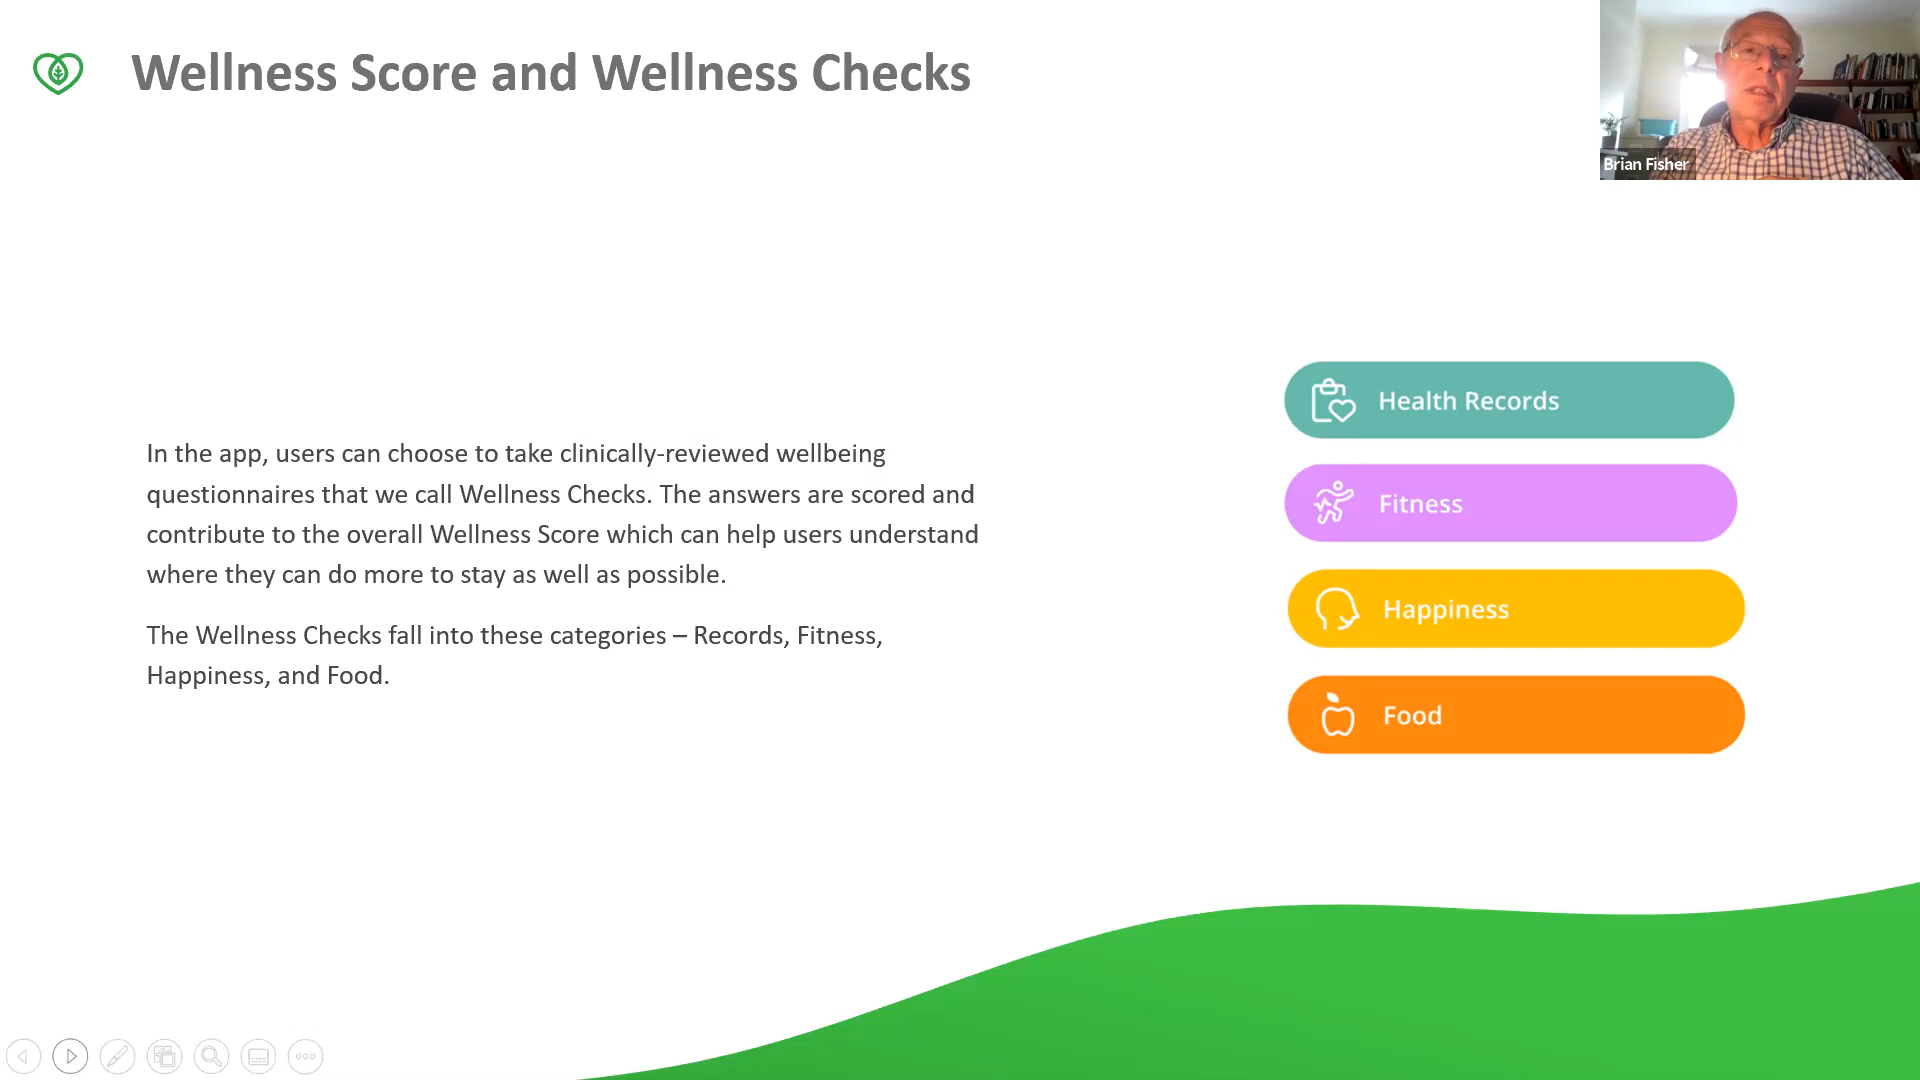 Wellness Score and Wellness Checks
Brian Fisher
In the app, users can choose to take clinically-reviewed wellbeing
questionnaires that we call Wellness Checks. The answers are scored and
contribute to the overall Wellness Score which can help users understand
where they can do more to stay as well as possible.
The Wellness Checks fall into these categories – Records, Fitness,
Happiness, and Food.
Health Records
Fitness
Happiness
Food